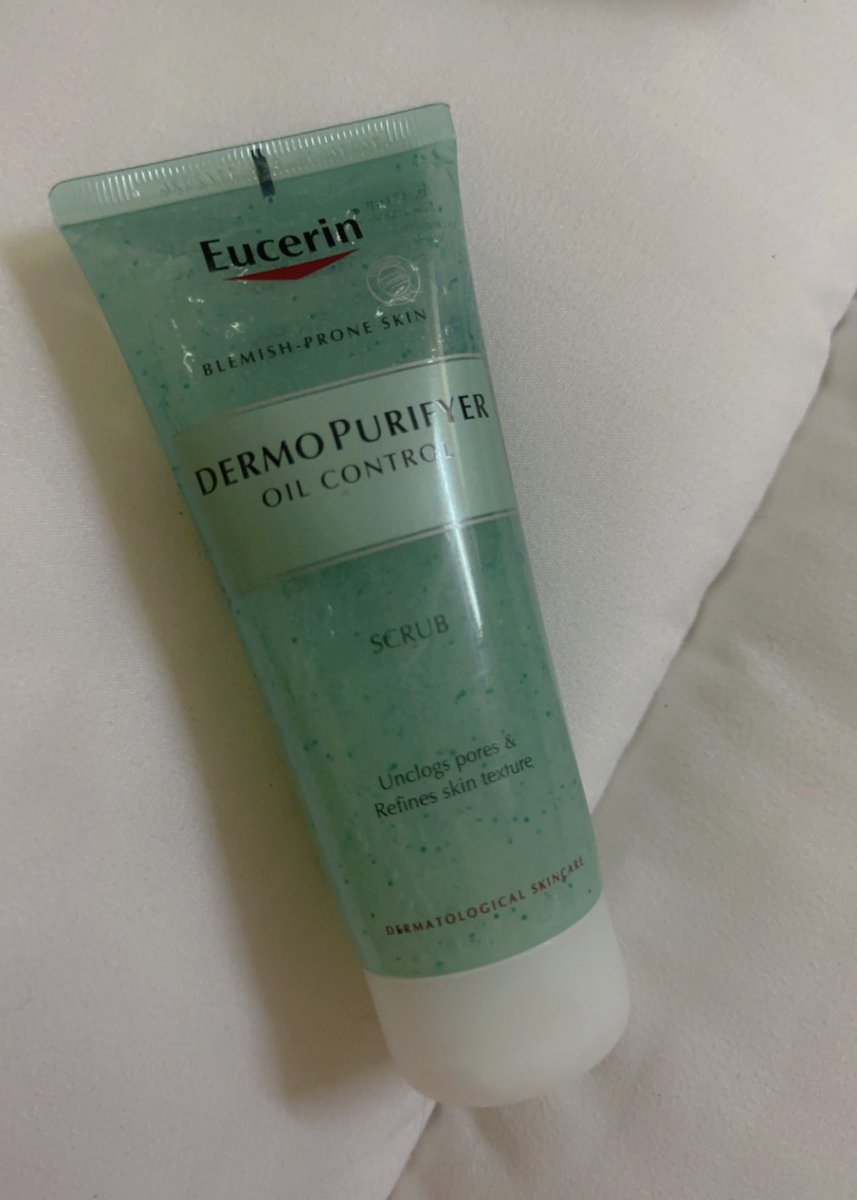 Eucerin
BLEMISH-PRONE SKIN
DERMOPURIFYER
OIL CONTROL
SCRUB
Unclogs pores &
Refines skin texture
DERMATOLOGICAL SKINCARE